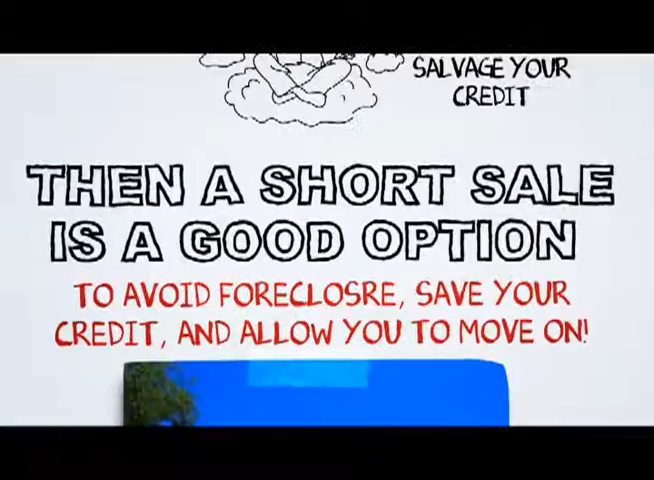 SALVAGE YOUR
CREDIT
THEN A SHORT SALE
IS A GOOD OPTION
TO AVOID FORECLOSRE, SAVE YOUR
CREDIT, AND ALLOW YOU TO MOVE ON!